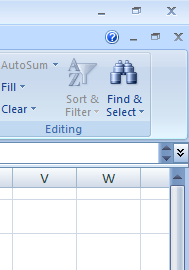 AutoSum
Fill
Clear
A
Z
Sort &
Filter
Find &
Select
Editing
V
W